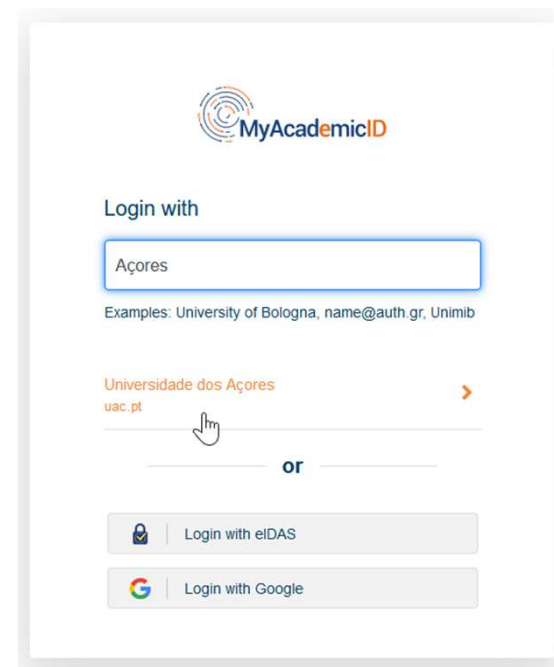 MyAcademicID
Login with
Açores
Examples: University of Bologna, name@auth.gr, Unimib
Universidade dos Açores
uac.pt
or
Login with eIDAS
Login with Google